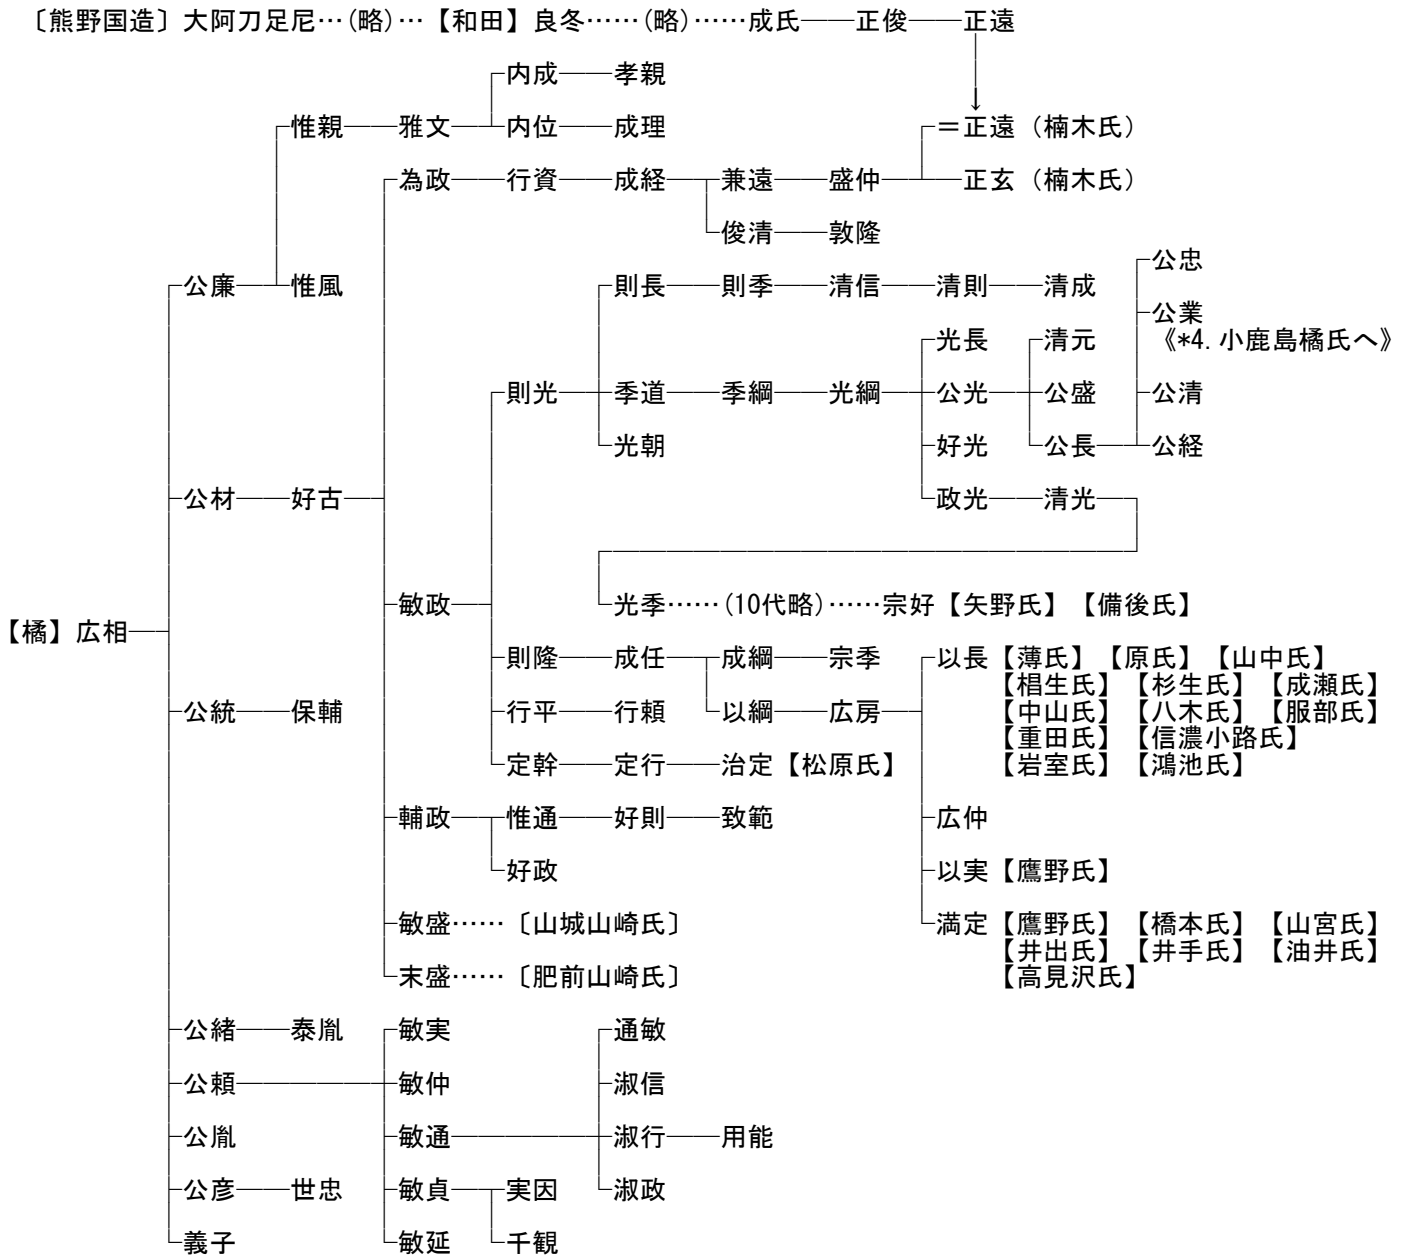 〔熊野国造〕大阿刀足尼…(略)…【和田】良冬……(略)……成氏――正俊――正遠
内成――孝親
惟親――雅文 内位――成理 ＝正遠（楠木氏）
為政――行資――成経 兼遠――盛仲 正玄（楠木氏）
俊清――敦隆
公忠
公廉 惟風 則長――則季――清信――清則――清成
公業
光長 清元 《*4.小鹿島橘氏へ》
則光 季道――季綱――光綱 公光 公盛 公清
光朝 好光 公長 公経
公材――好古 政光――清光
敏政 光季……(10代略)……宗好【矢野氏】【備後氏】
【橘】広相
則隆――成任 成綱――宗季 以長【薄氏】【原氏】【山中氏】
【椙生氏】【杉生氏】【成瀬氏】
公統――保輔 行平――行頼 以綱――広房 【中山氏】【八木氏】【服部氏】
【重田氏】【信濃小路氏】
定幹――定行――治定【松原氏】 【岩室氏】【鴻池氏】
輔政 惟通――好則――致範 広仲
好政 以実【鷹野氏】
敏盛……〔山城山崎氏〕 満定【鷹野氏】【橋本氏】【山宮氏】
【井出氏】【井手氏】【油井氏】
末盛……〔肥前山崎氏〕 【高見沢氏】
公緒――泰胤 敏実 通敏
公頼 敏仲 淑信
公胤 敏通 淑行――用能
公彦――世忠 敏貞 実因 淑政
義子 敏延 千観